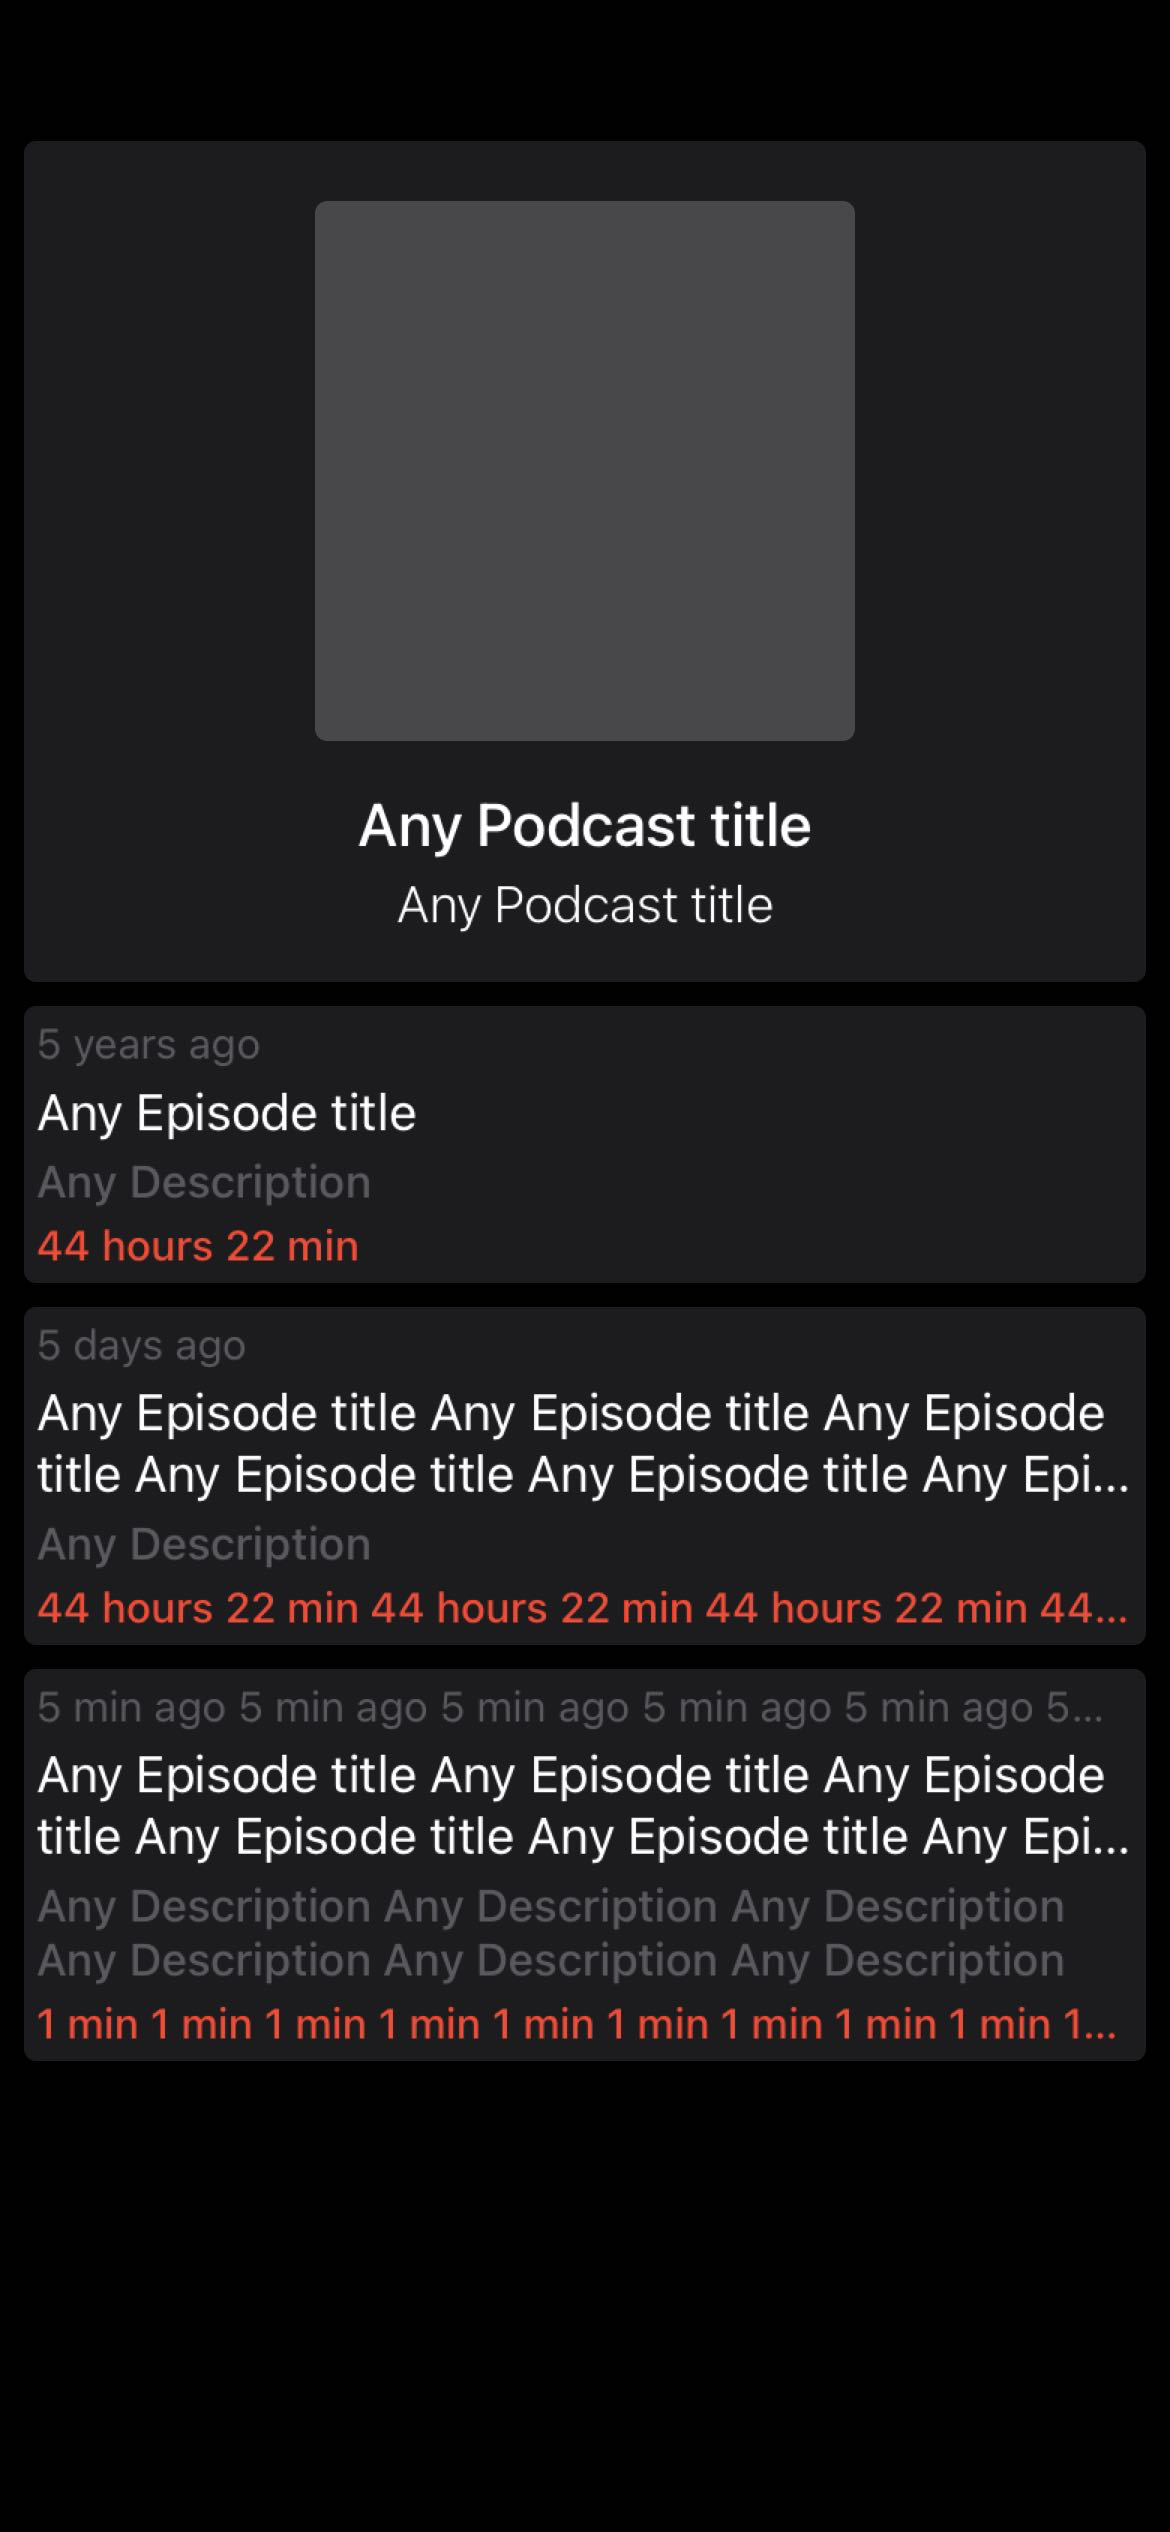 Any Podcast title
Any Podcast title
5 years ago
Any Episode title
Any Description
44 hours 22 min
5 days ago
Any Episode title Any Episode title Any Episode
title Any Episode title Any Episode title Any Epi...
Any Description
44 hours 22 min 44 hours 22 min 44 hours 22 min 44...
5 min ago 5 min ago 5 min ago 5 min ago 5 min ago 5...
Any Episode title Any Episode title Any Episode
title Any Episode title Any Episode title Any Epi...
Any Description Any Description Any Description
Any Description Any Description Any Description
1 min 1 min 1 min 1 min 1 min 1 min 1 min 1 min 1 min 1...